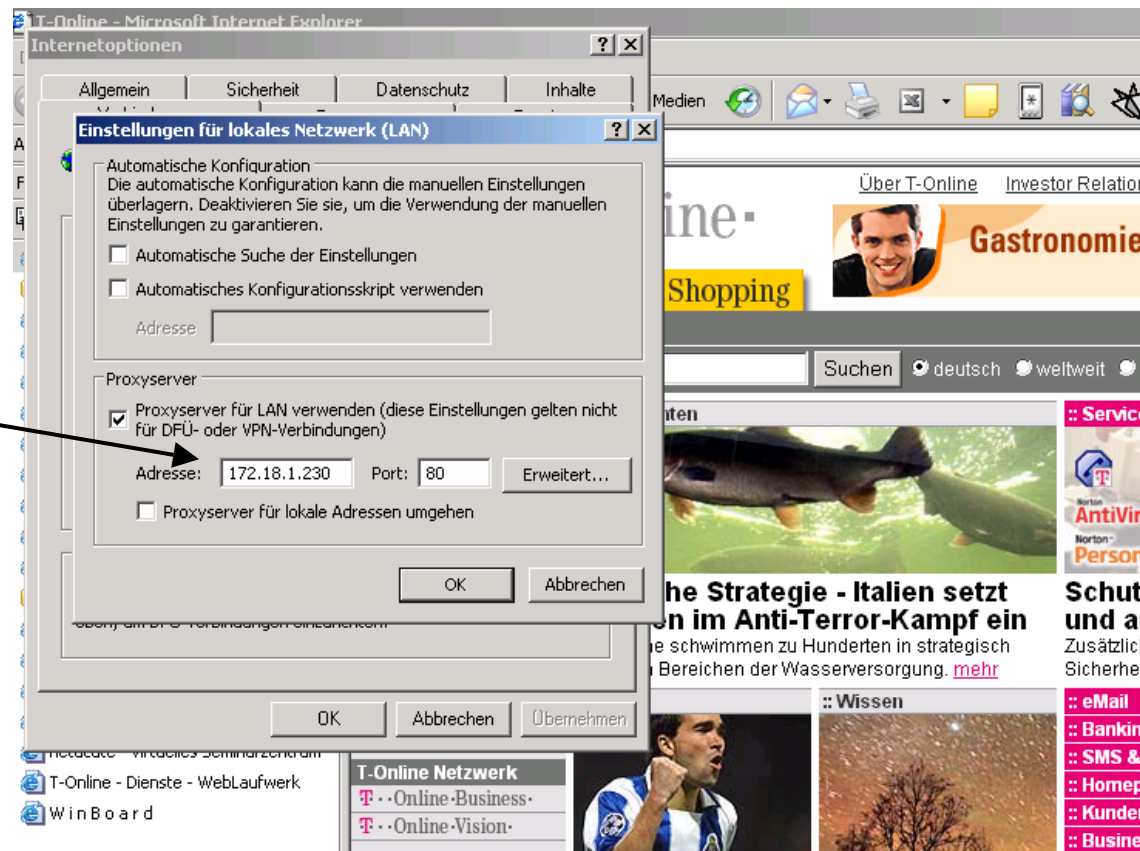 T-Online - Microsoft Internet Explorer
Internetoptionen
Allgemein Sicherheit Datenschutz Inhalte
Medien
Einstellungen für lokales Netzwerk (LAN)
Automatische Konfiguration
Die automatische Konfiguration kann die manuellen Einstellungen
überlagern. Deaktivieren Sie sie, um die Verwendung der manuellen
Einstellungen zu garantieren.
Automatische Suche der Einstellungen
Automatisches Konfigurationsskript verwenden
Adresse
Proxyserver
Proxyserver für LAN verwenden (diese Einstellungen gelten nicht
für DFÜ- oder VPN-Verbindungen)
Adresse: 172.18.1.230 Port: 80 Erweitert...
Proxyserver für lokale Adressen umgehen
OK Abbrechen
OK Abbrechen Übernehmen
T-Online - Dienste - WebLaufwerk
WinBoard
Über T-Online Investor Relation
ine·
Gastronomie
Shopping
Suchen deutsch weltweit
nten
he Strategie - Italien setzt
en im Anti-Terror-Kampf ein
e schwimmen zu Hunderten in strategisch
Bereichen der Wasserversorgung. mehr
:: Wissen
T-Online Netzwerk
T··Online·Business·
T··Online·Vision·
:: Service
Norton
AntiVir
Norton
Person
Schut
und a
Zusätzlic
Sicherhe
:: eMail
:: Bankin
:: SMS &
:: Homep
:: Kunder
:: Busine